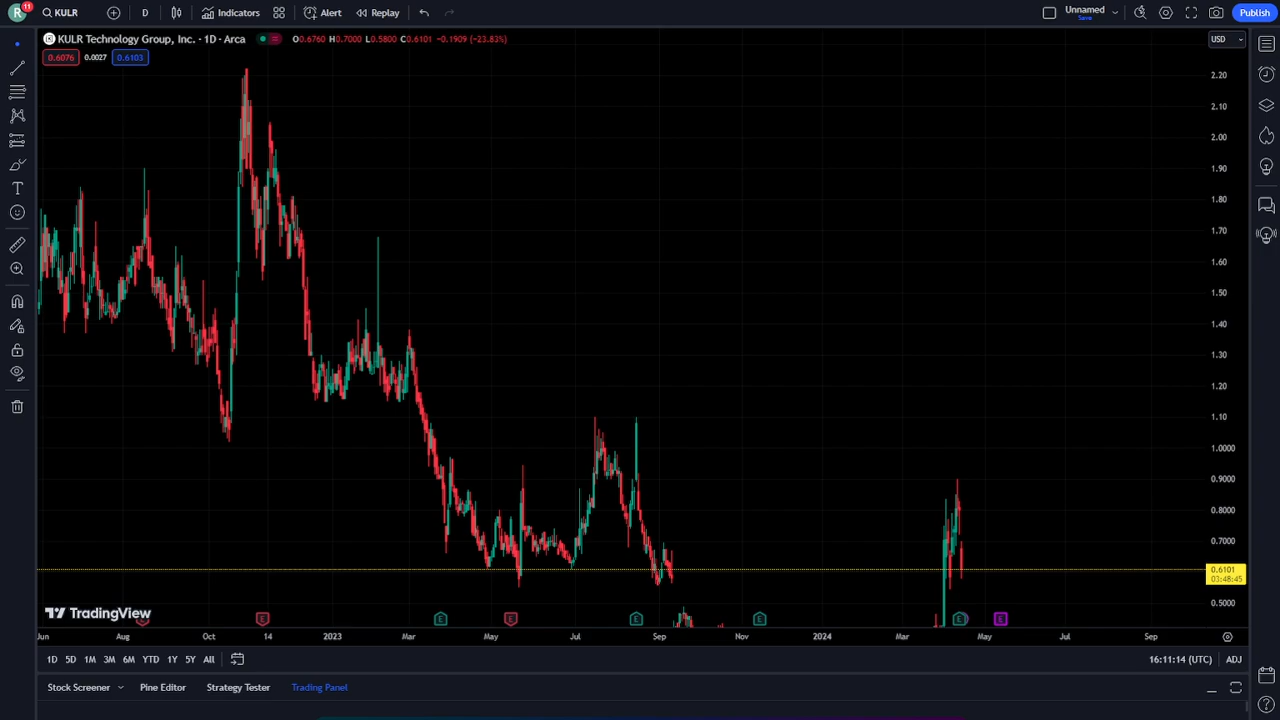 R 11 KULR D Indicators Alert Replay Unnamed Save Publish
KULR Technology Group, Inc. · 1D · Arca O0.6760 H0.7000 L0.5800 C0.6101 -0.1909 (-23.83%) USD
0.6076 0.0027 0.6103
2.20
2.10
2.00
1.90
1.80
1.70
1.60
1.50
1.40
1.30
1.20
1.10
1.0000
0.9000
0.8000
0.7000
0.6101
03:48:45
0.5000
TradingView
E E E E E E E E
Jun Aug Oct 14 2023 Mar May Jul Sep Nov 2024 Mar May Jul Sep
1D 5D 1M 3M 6M YTD 1Y 5Y All 16:11:14 (UTC) ADJ
Stock Screener Pine Editor Strategy Tester Trading Panel